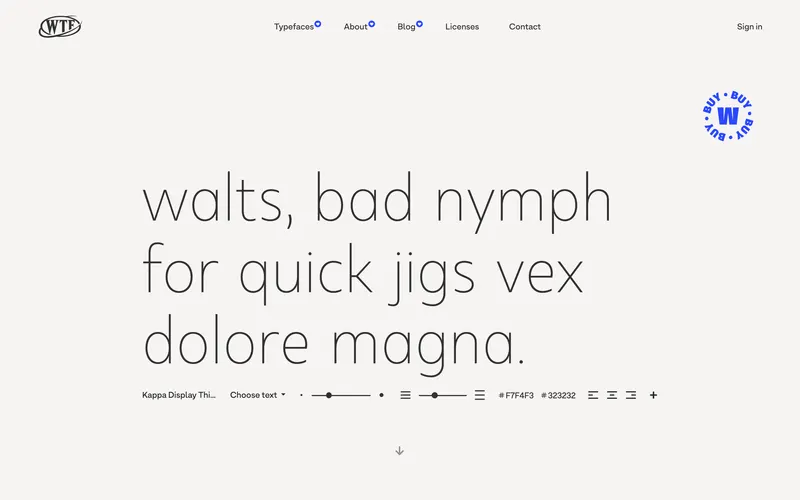 WTF
Typefaces
About
Blog
Licenses
Contact
Sign in
BUY • BUY • BUY • BUY •
W
walts, bad nymph
for quick jigs vex
dolore magna.
Kappa Display Thi...
Choose text
# F7F4F3
# 323232